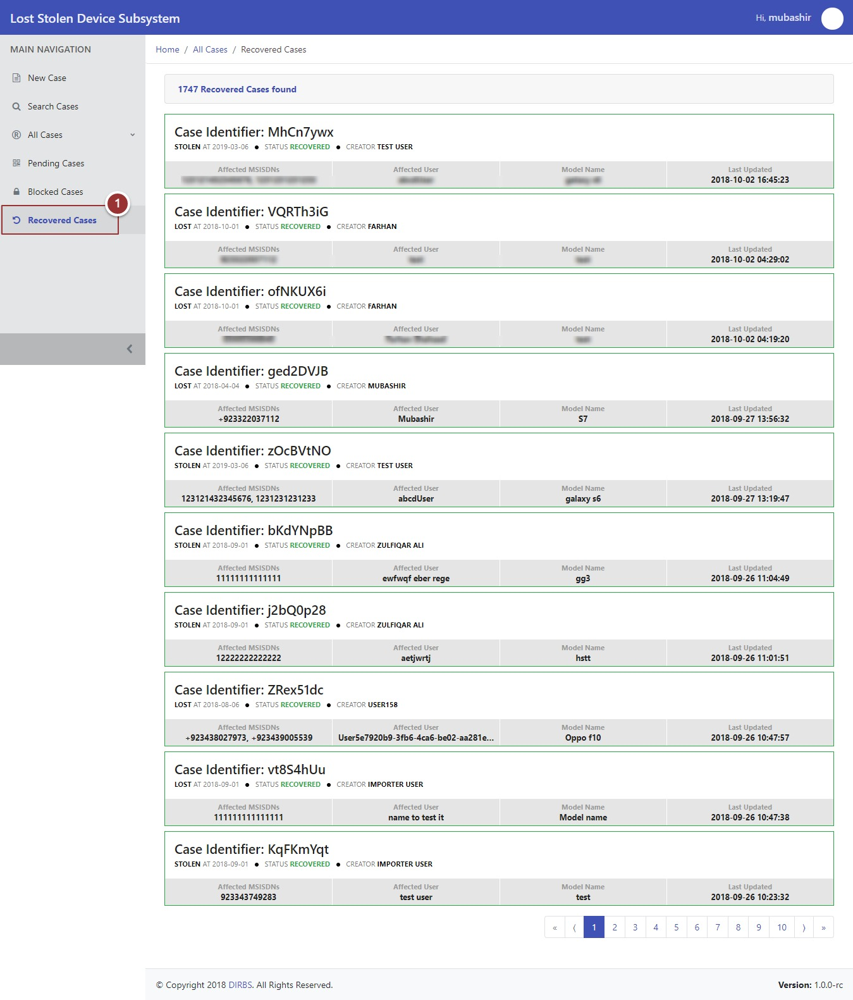 Lost Stolen Device Subsystem
Hi, mubashir
MAIN NAVIGATION
New Case
Search Cases
® All Cases
Pending Cases
Blocked Cases
1
Recovered Cases
Home / All Cases / Recovered Cases
1747 Recovered Cases found
Case Identifier: MhCn7ywx
STOLEN AT 2019-03-06 ● STATUS RECOVERED ● CREATOR TEST USER
Affected MSISDNs Affected User Model Name Last Updated
2018-10-02 16:45:23
Case Identifier: VQRTh3iG
LOST AT 2018-10-01 ● STATUS RECOVERED ● CREATOR FARHAN
Affected MSISDNs Affected User Model Name Last Updated
2018-10-02 04:29:02
Case Identifier: ofNKUX6i
LOST AT 2018-10-01 ● STATUS RECOVERED ● CREATOR FARHAN
Affected MSISDNs Affected User Model Name Last Updated
2018-10-02 04:19:20
Case Identifier: ged2DVJB
LOST AT 2018-04-04 ● STATUS RECOVERED ● CREATOR MUBASHIR
Affected MSISDNs Affected User Model Name Last Updated
+923322037112 Mubashir S7 2018-09-27 13:56:32
Case Identifier: zOcBVtNO
STOLEN AT 2019-03-06 ● STATUS RECOVERED ● CREATOR TEST USER
Affected MSISDNs Affected User Model Name Last Updated
123121432345676, 1231231231233 abcdUser galaxy s6 2018-09-27 13:19:47
Case Identifier: bKdYNpBB
STOLEN AT 2018-09-01 ● STATUS RECOVERED ● CREATOR ZULFIQAR ALI
Affected MSISDNs Affected User Model Name Last Updated
11111111111111 ewfwqf eber rege gg3 2018-09-26 11:04:49
Case Identifier: j2bQ0p28
STOLEN AT 2018-09-01 ● STATUS RECOVERED ● CREATOR ZULFIQAR ALI
Affected MSISDNs Affected User Model Name Last Updated
12222222222222 aetjwrtj hstt 2018-09-26 11:01:51
Case Identifier: ZRex51dc
LOST AT 2018-08-06 ● STATUS RECOVERED ● CREATOR USER158
Affected MSISDNs Affected User Model Name Last Updated
+923438027973, +923439005539 User5e7920b9-3fb6-4ca6-be02-aa281e... Oppo f10 2018-09-26 10:47:57
Case Identifier: vt8S4hUu
LOST AT 2018-09-01 ● STATUS RECOVERED ● CREATOR IMPORTER USER
Affected MSISDNs Affected User Model Name Last Updated
111111111111111 name to test it Model name 2018-09-26 10:47:38
Case Identifier: KqFKmYqt
STOLEN AT 2018-09-01 ● STATUS RECOVERED ● CREATOR IMPORTER USER
Affected MSISDNs Affected User Model Name Last Updated
923343749283 test user test 2018-09-26 10:23:32
« ⟨ 1 2 3 4 5 6 7 8 9 10 ⟩ »
© Copyright 2018 DIRBS. All Rights Reserved.
Version: 1.0.0-rc